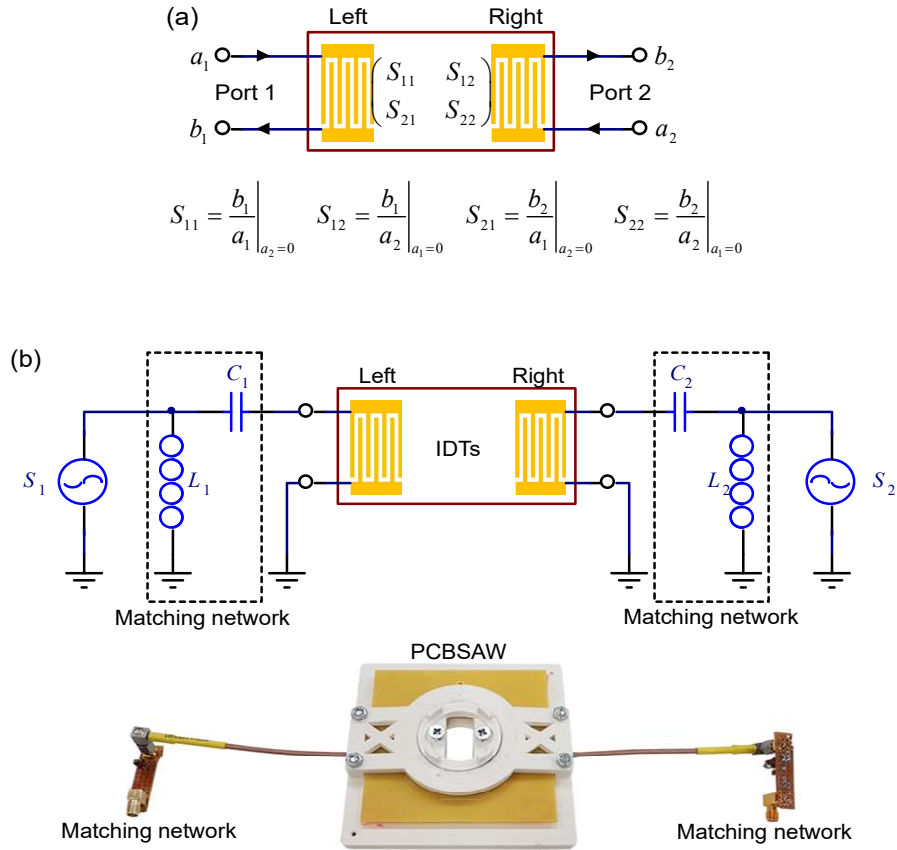 (a)
Left Right
a₁ b₂
Port 1 Port 2
b₁ a₂
( S₁₁ S₁₂
S₂₁ S₂₂ )
S₁₁ = b₁/a₁ |a₂=0 S₁₂ = b₁/a₂ |a₁=0 S₂₁ = b₂/a₁ |a₂=0 S₂₂ = b₂/a₂ |a₁=0
(b)
C₁ C₂
Left Right
IDTs
S₁ L₁ L₂ S₂
Matching network Matching network
PCBSAW
Matching network Matching network